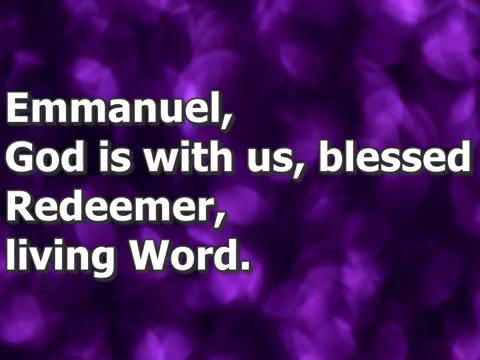 Emmanuel,
God is with us, blessed
Redeemer,
living Word.